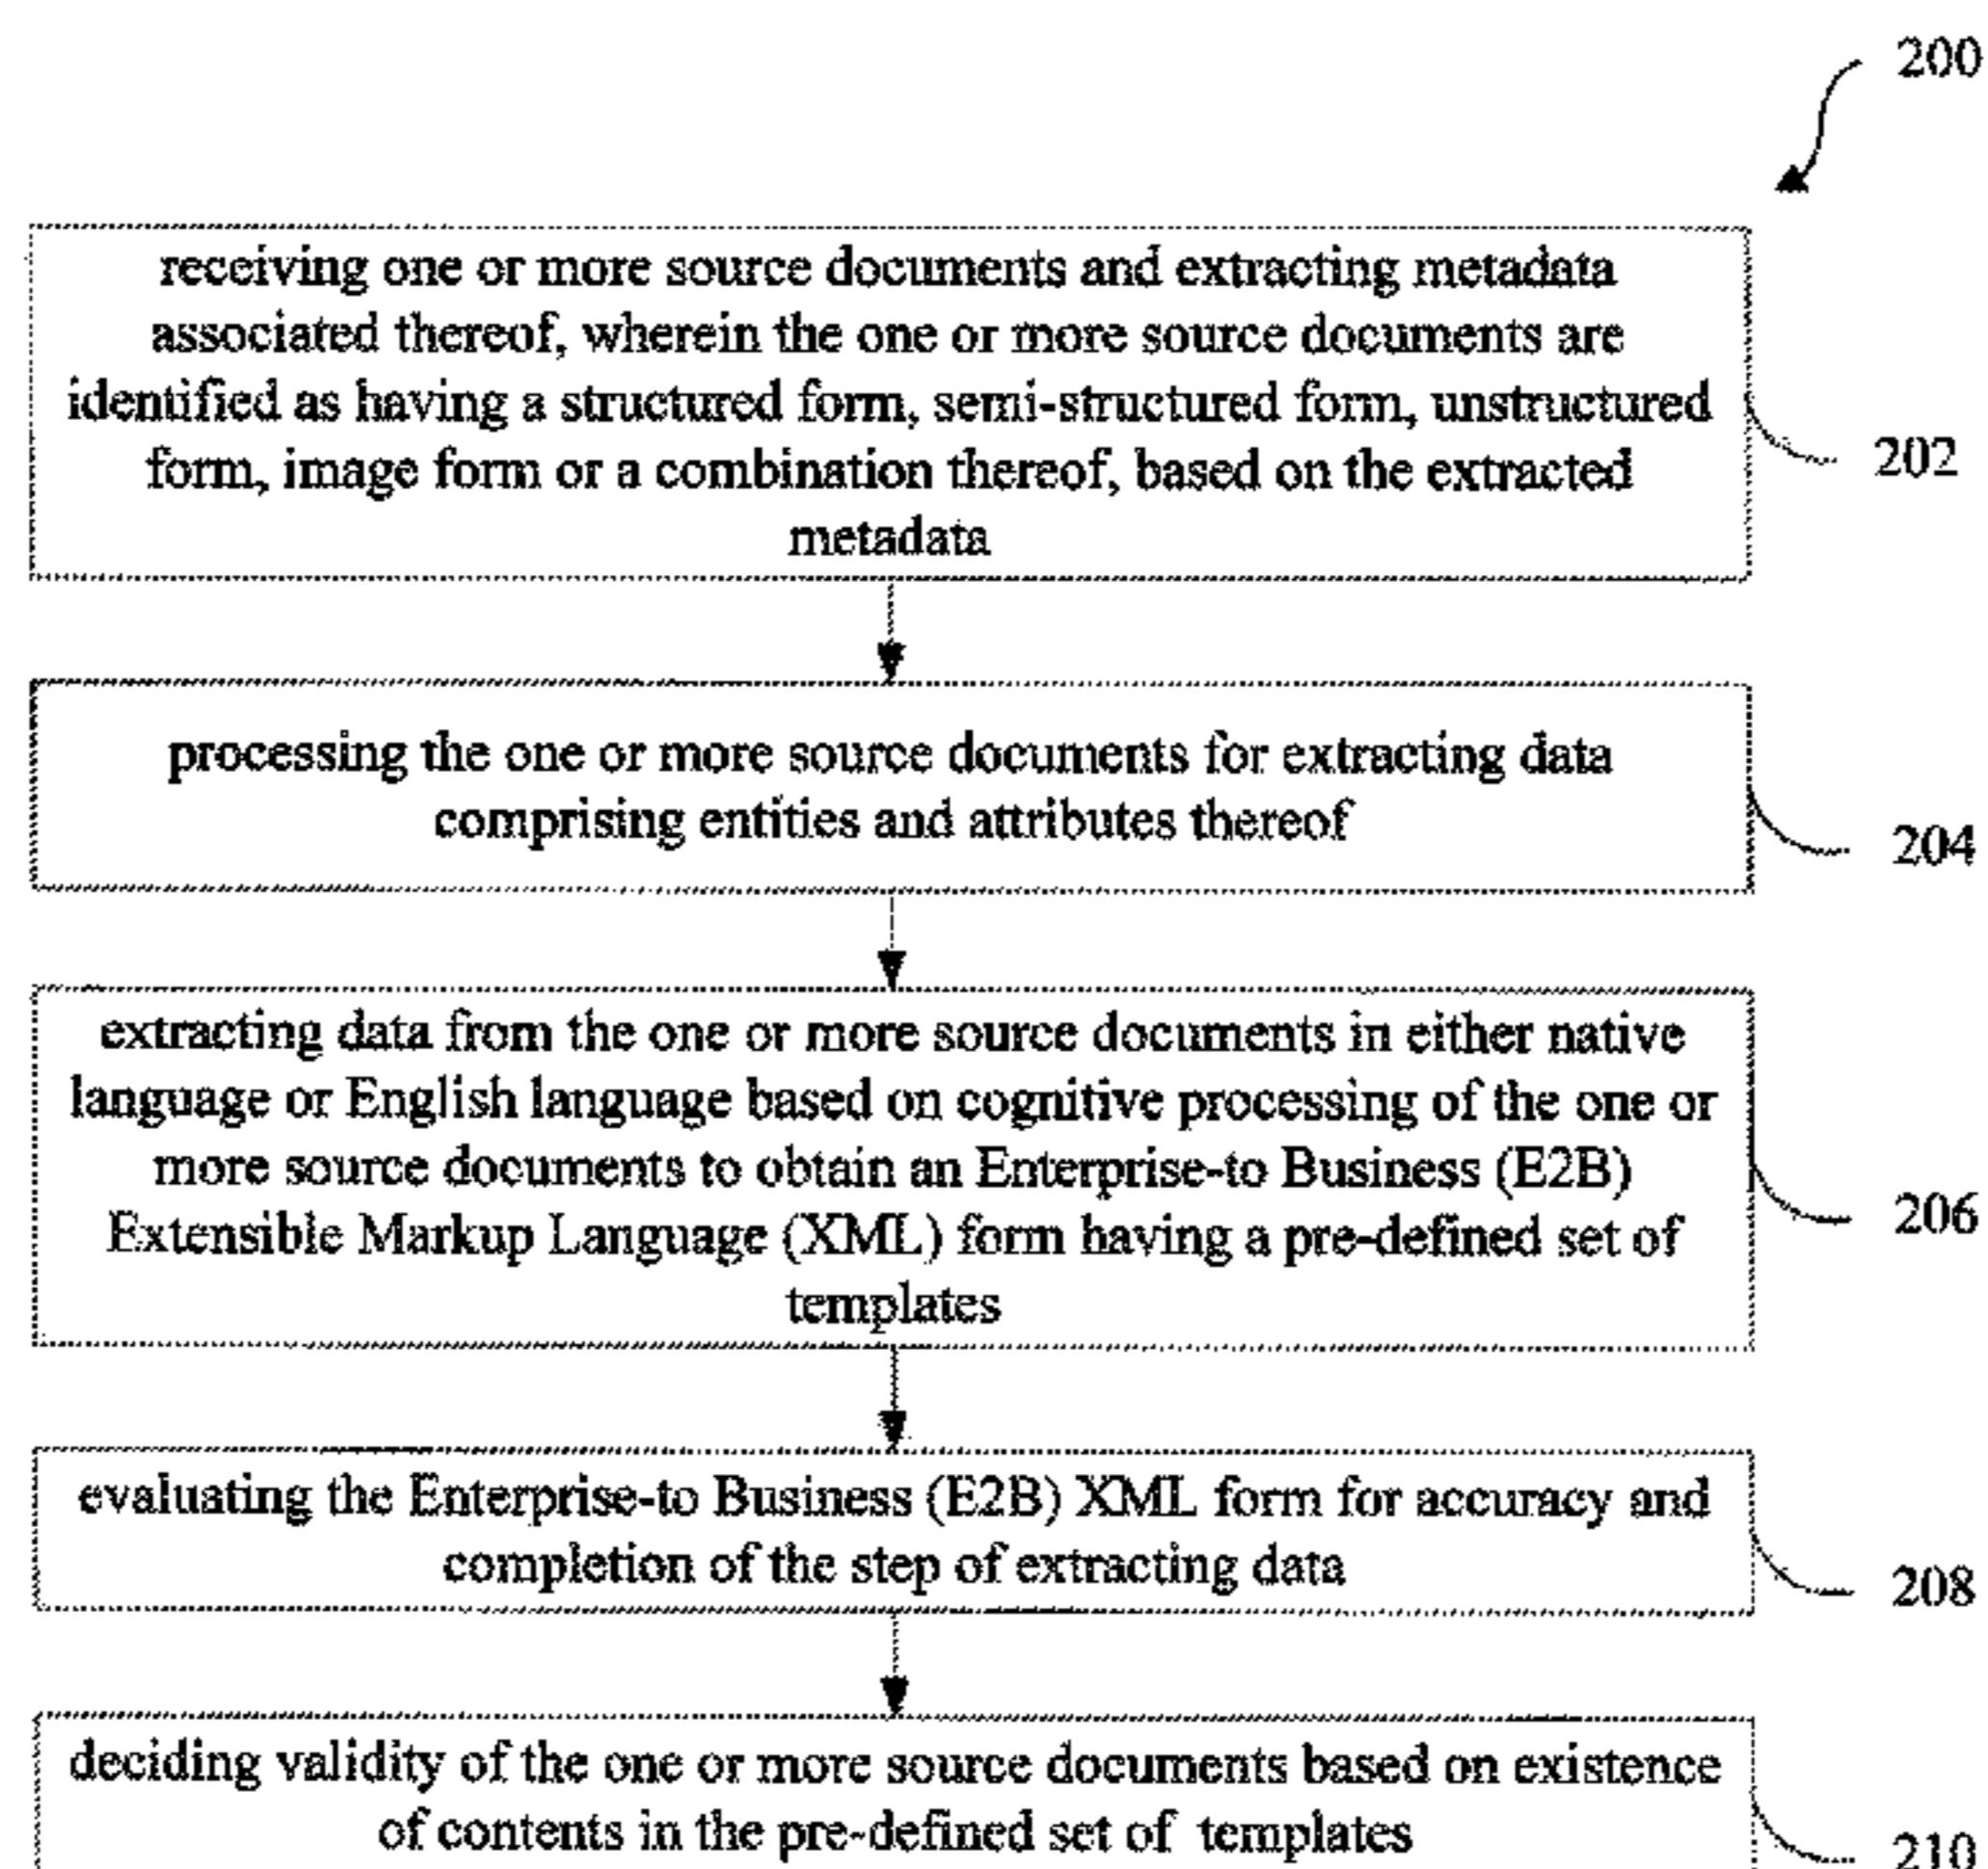 200
receiving one or more source documents and extracting metadata
associated thereof, wherein the one or more source documents are
identified as having a structured form, semi-structured form, unstructured
form, image form or a combination thereof, based on the extracted
metadata
202
processing the one or more source documents for extracting data
comprising entities and attributes thereof
204
extracting data from the one or more source documents in either native
language or English language based on cognitive processing of the one or
more source documents to obtain an Enterprise-to Business (E2B)
Extensible Markup Language (XML) form having a pre-defined set of
templates
206
evaluating the Enterprise-to Business (E2B) XML form for accuracy and
completion of the step of extracting data
208
deciding validity of the one or more source documents based on existence
of contents in the pre-defined set of templates
210